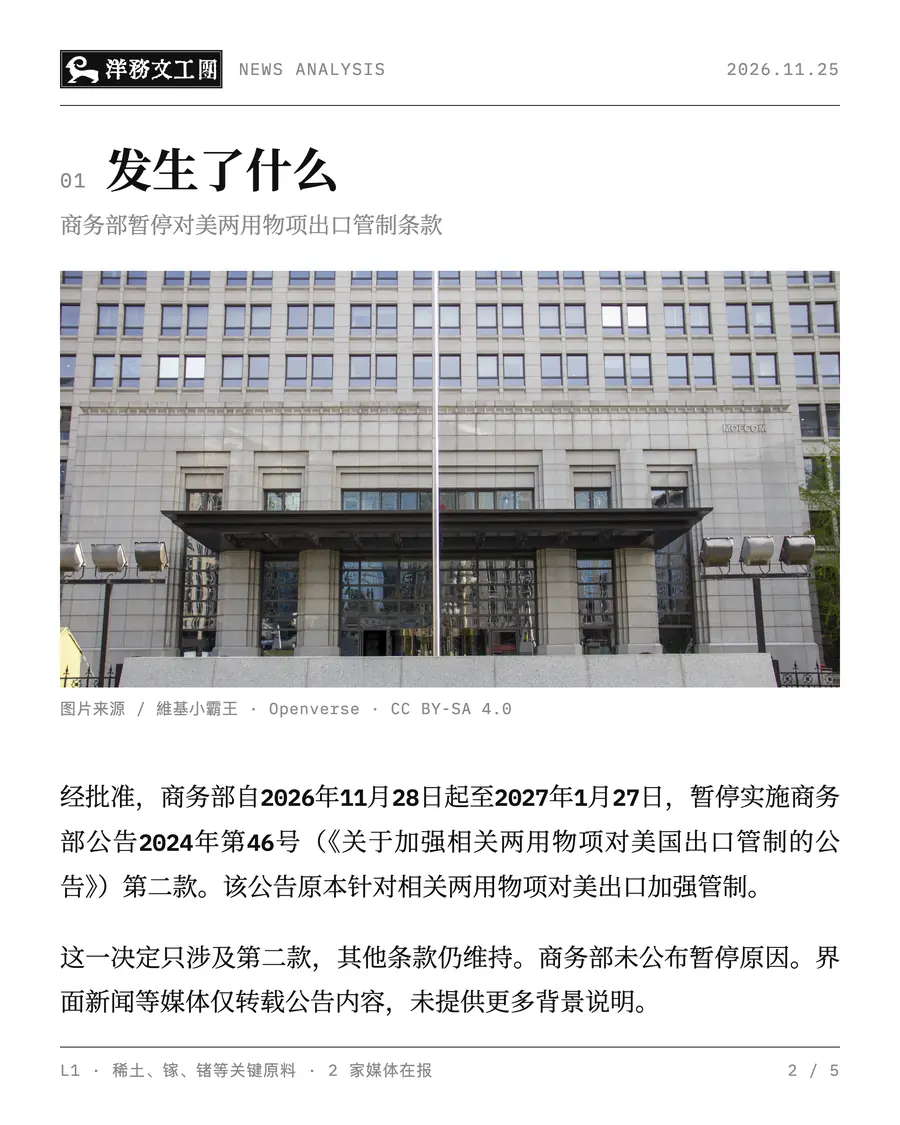 洋務文工團 NEWS ANALYSIS 2026.11.25
01 发生了什么
商务部暂停对美两用物项出口管制条款
MOFCOM
图片来源 / 維基小霸王 · Openverse · CC BY-SA 4.0
经批准，商务部自2026年11月28日起至2027年1月27日，暂停实施商务
部公告2024年第46号（《关于加强相关两用物项对美国出口管制的公
告》）第二款。该公告原本针对相关两用物项对美出口加强管制。
这一决定只涉及第二款，其他条款仍维持。商务部未公布暂停原因。界
面新闻等媒体仅转载公告内容，未提供更多背景说明。
L1 · 稀土、镓、锗等关键原料 · 2 家媒体在报 2 / 5